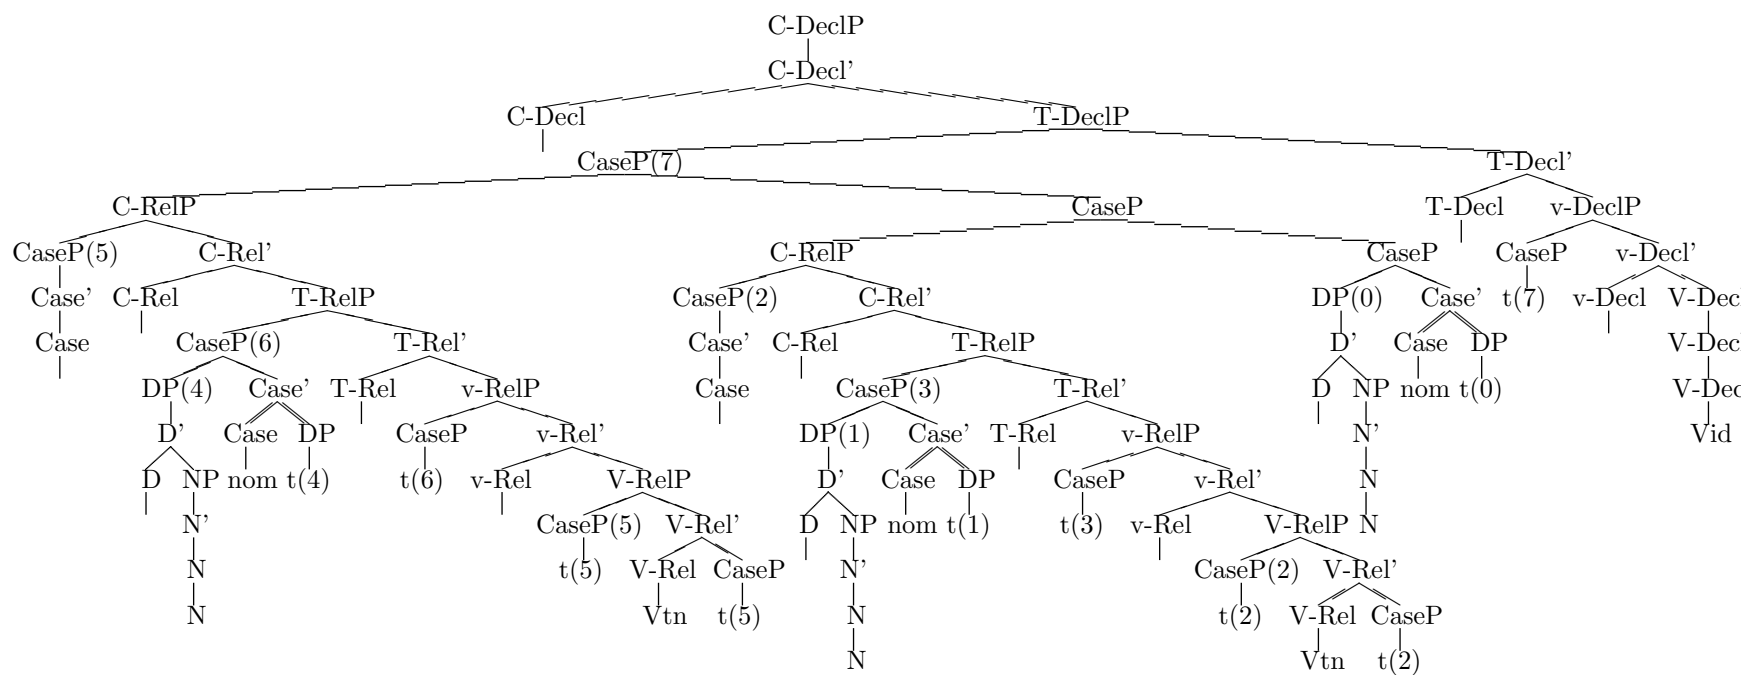 C-DeclP
C-Decl’
C-Decl T-DeclP
CaseP(7) T-Decl’
C-RelP CaseP T-Decl v-DeclP
CaseP(5) C-Rel’ C-RelP CaseP CaseP v-Decl’
Case’ C-Rel T-RelP CaseP(2) C-Rel’ DP(0) Case’ t(7) v-Decl V-Decl
Case CaseP(6) T-Rel’ Case’ C-Rel T-RelP D’ Case DP V-Decl
DP(4) Case’ T-Rel v-RelP Case CaseP(3) T-Rel’ D NP nom t(0) V-Dec
D’ Case DP CaseP v-Rel’ DP(1) Case’ T-Rel v-RelP N’ Vid
D NP nom t(4) t(6) v-Rel V-RelP D’ Case DP CaseP v-Rel’ N
N’ CaseP(5) V-Rel’ D NP nom t(1) t(3) v-Rel V-RelP N
N t(5) V-Rel CaseP N’ CaseP(2) V-Rel’
N Vtn t(5) N t(2) V-Rel CaseP
N Vtn t(2)